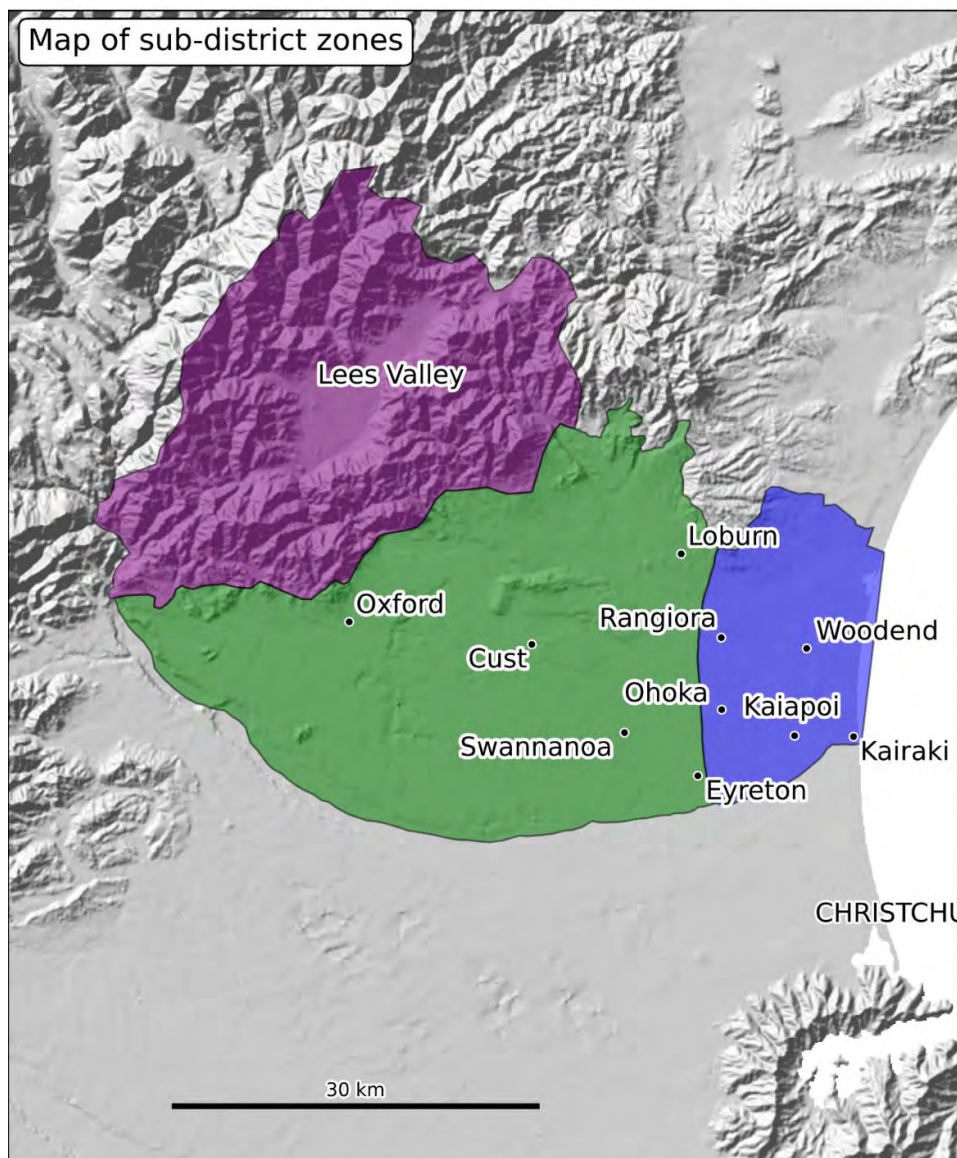 Map of sub-district zones
Lees Valley
Loburn
Oxford
Rangiora
Woodend
Cust
Ohoka
Kaiapoi
Swannanoa
Kairaki
Eyreton
CHRISTCHU
30 km